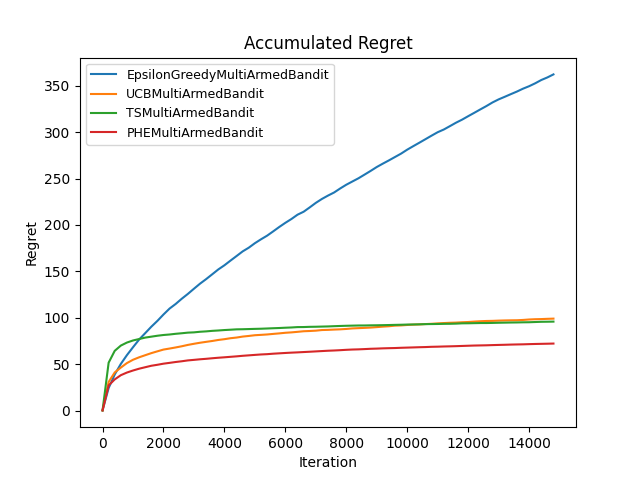 Accumulated Regret
EpsilonGreedyMultiArmedBandit
UCBMultiArmedBandit
TSMultiArmedBandit
PHEMultiArmedBandit
350
300
250
200
150
100
50
0
Regret
0 2000 4000 6000 8000 10000 12000 14000
Iteration